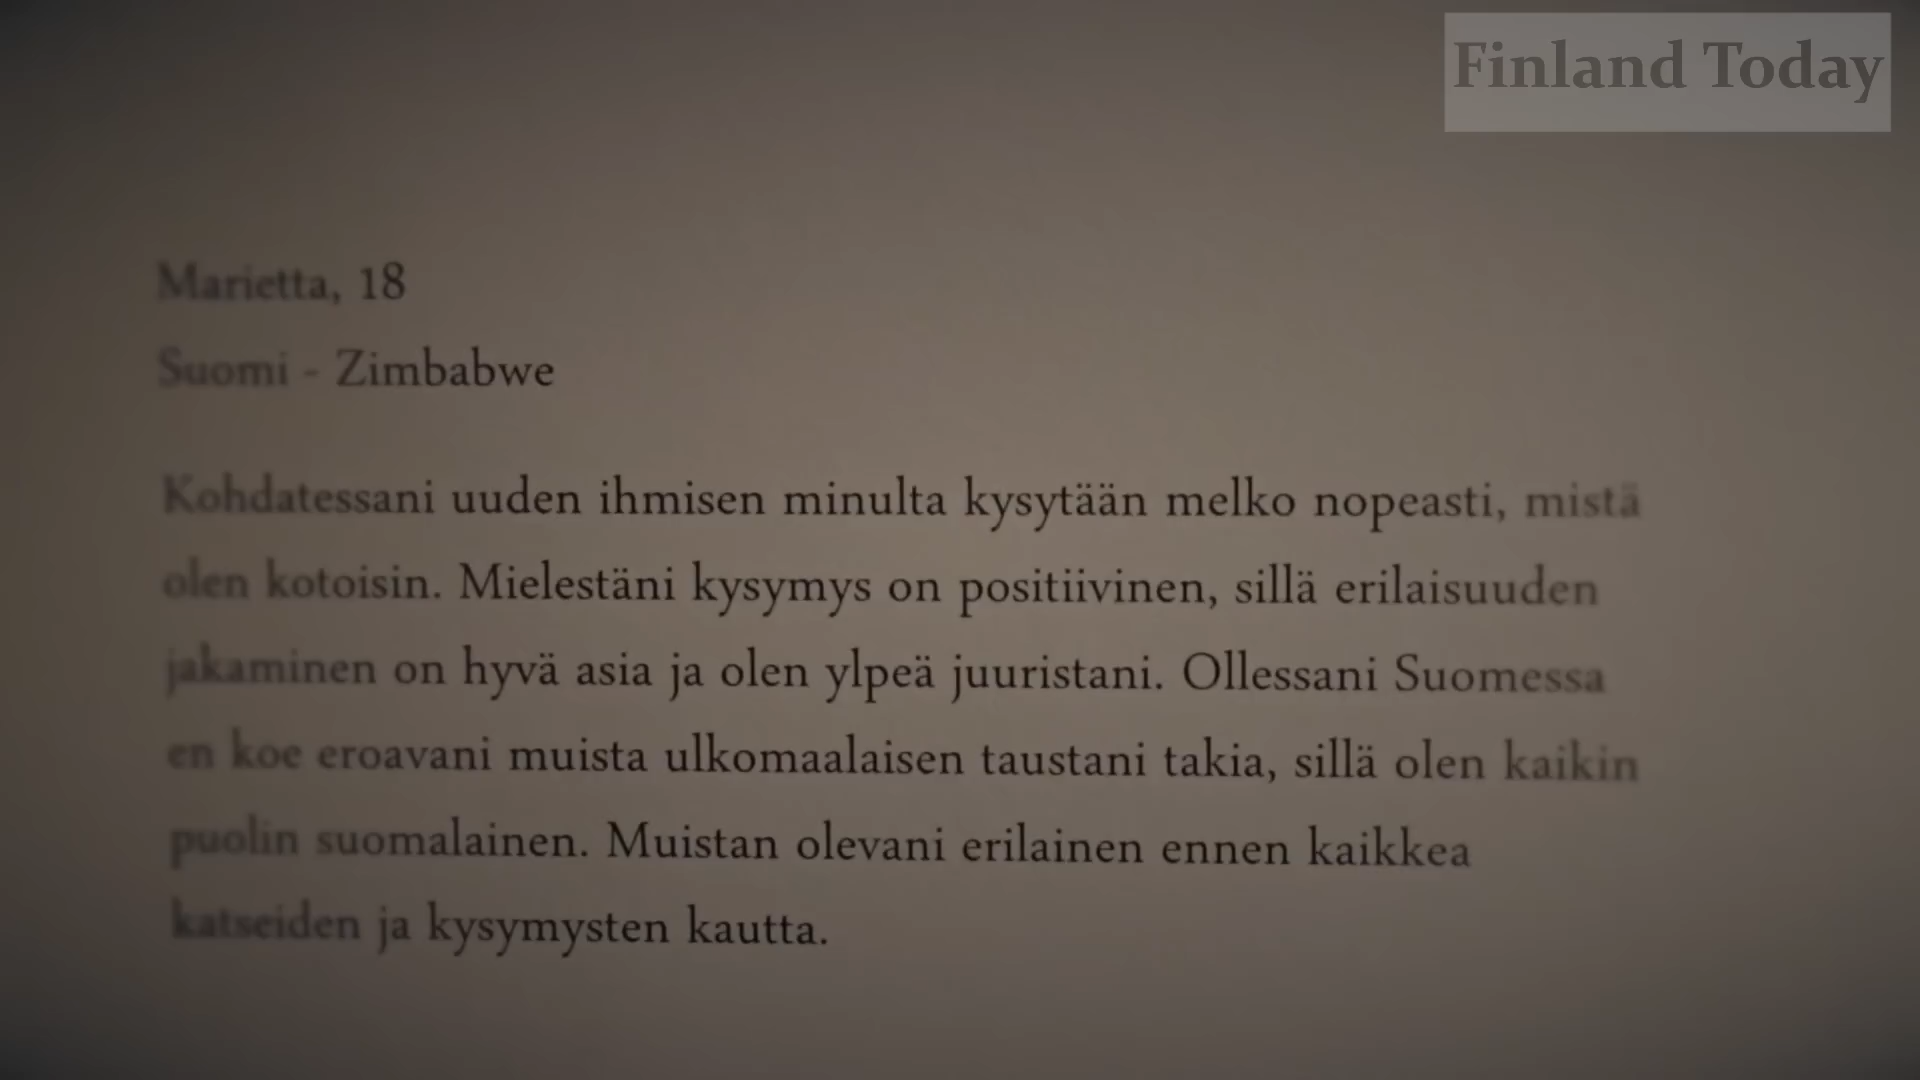 Finland Today
Marietta, 18
Suomi - Zimbabwe
Kohdatessani uuden ihmisen minulta kysytään melko nopeasti, mistä
olen kotoisin. Mielestäni kysymys on positiivinen, sillä erilaisuuden
jakaminen on hyvä asia ja olen ylpeä juuristani. Ollessani Suomessa
en koe eroavani muista ulkomaalaisen taustani takia, sillä olen kaikin
puolin suomalainen. Muistan olevani erilainen ennen kaikkea
katseiden ja kysymysten kautta.